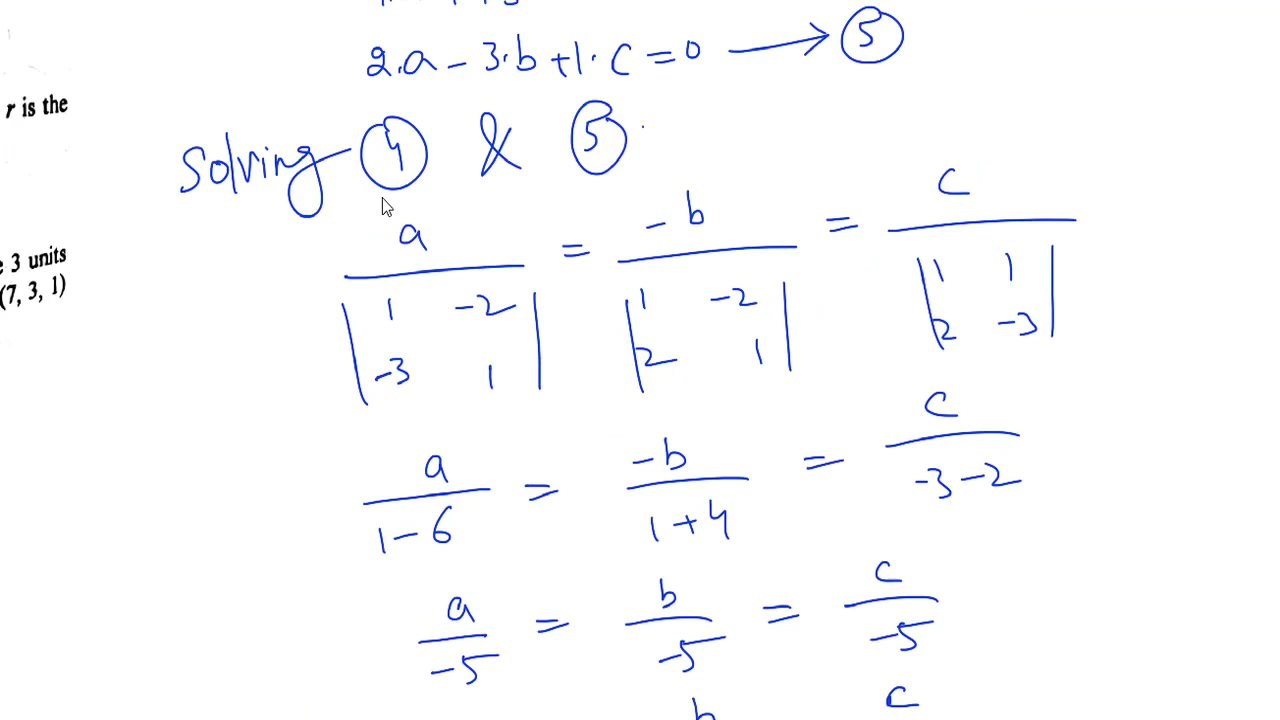 2.a - 3.b + 1.c = 0 ⟶ ⑤
r is the
Solving ④ & ⑤
a / |1 -2; -3 1| = -b / |1 -2; 2 1| = c / |1 1; 2 -3|
3 units
(7, 3, 1)
a / 1-6 = -b / 1+4 = c / -3-2
a / -5 = b / -5 = c / -5
b c